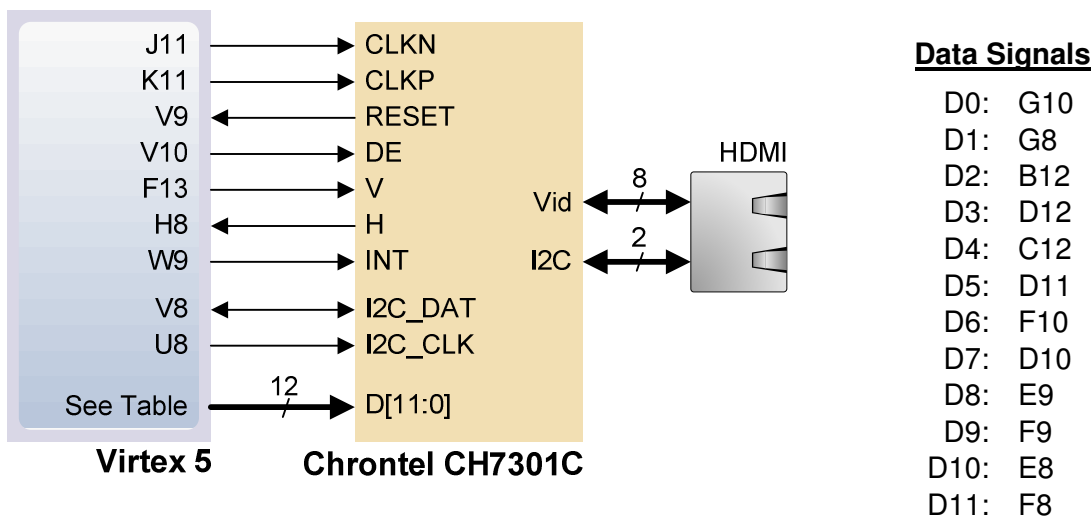 J11 CLKN
K11 CLKP
V9 RESET
V10 DE
F13 V
H8 H
W9 INT
V8 I2C_DAT
U8 I2C_CLK
See Table 12 D[11:0]
Vid 8
I2C 2
HDMI
Virtex 5
Chrontel CH7301C
Data Signals
D0: G10
D1: G8
D2: B12
D3: D12
D4: C12
D5: D11
D6: F10
D7: D10
D8: E9
D9: F9
D10: E8
D11: F8